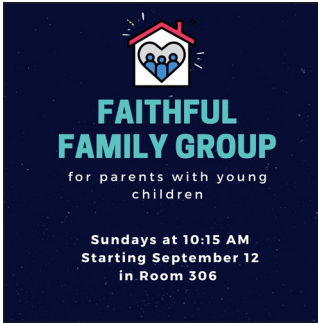 FAITHFUL
FAMILY GROUP
for parents with young
children
Sundays at 10:15 AM
Starting September 12
in Room 306